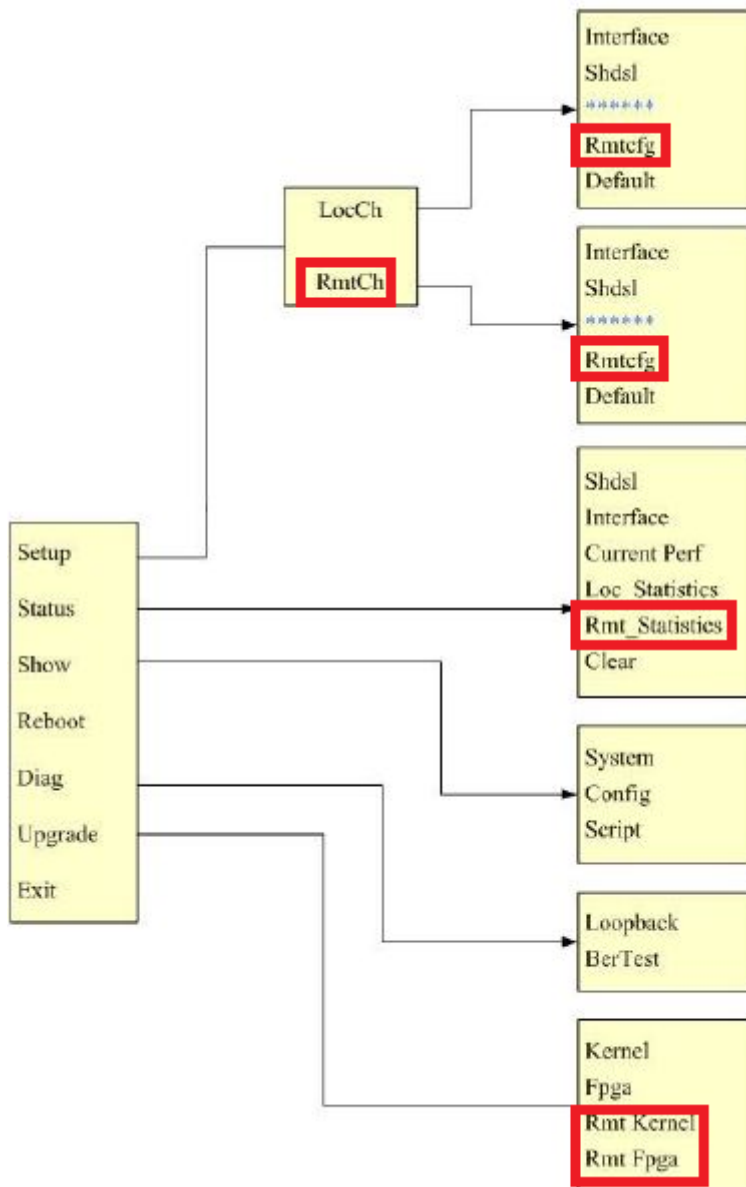 Interface
Shdsl
******
Rmtcfg
Default
LocCh
RmtCh
Interface
Shdsl
******
Rmtcfg
Default
Setup
Status
Show
Reboot
Diag
Upgrade
Exit
Shdsl
Interface
Current Perf
Loc_Statistics
Rmt_Statistics
Clear
System
Config
Script
Loopback
BerTest
Kernel
Fpga
Rmt Kernel
Rmt Fpga